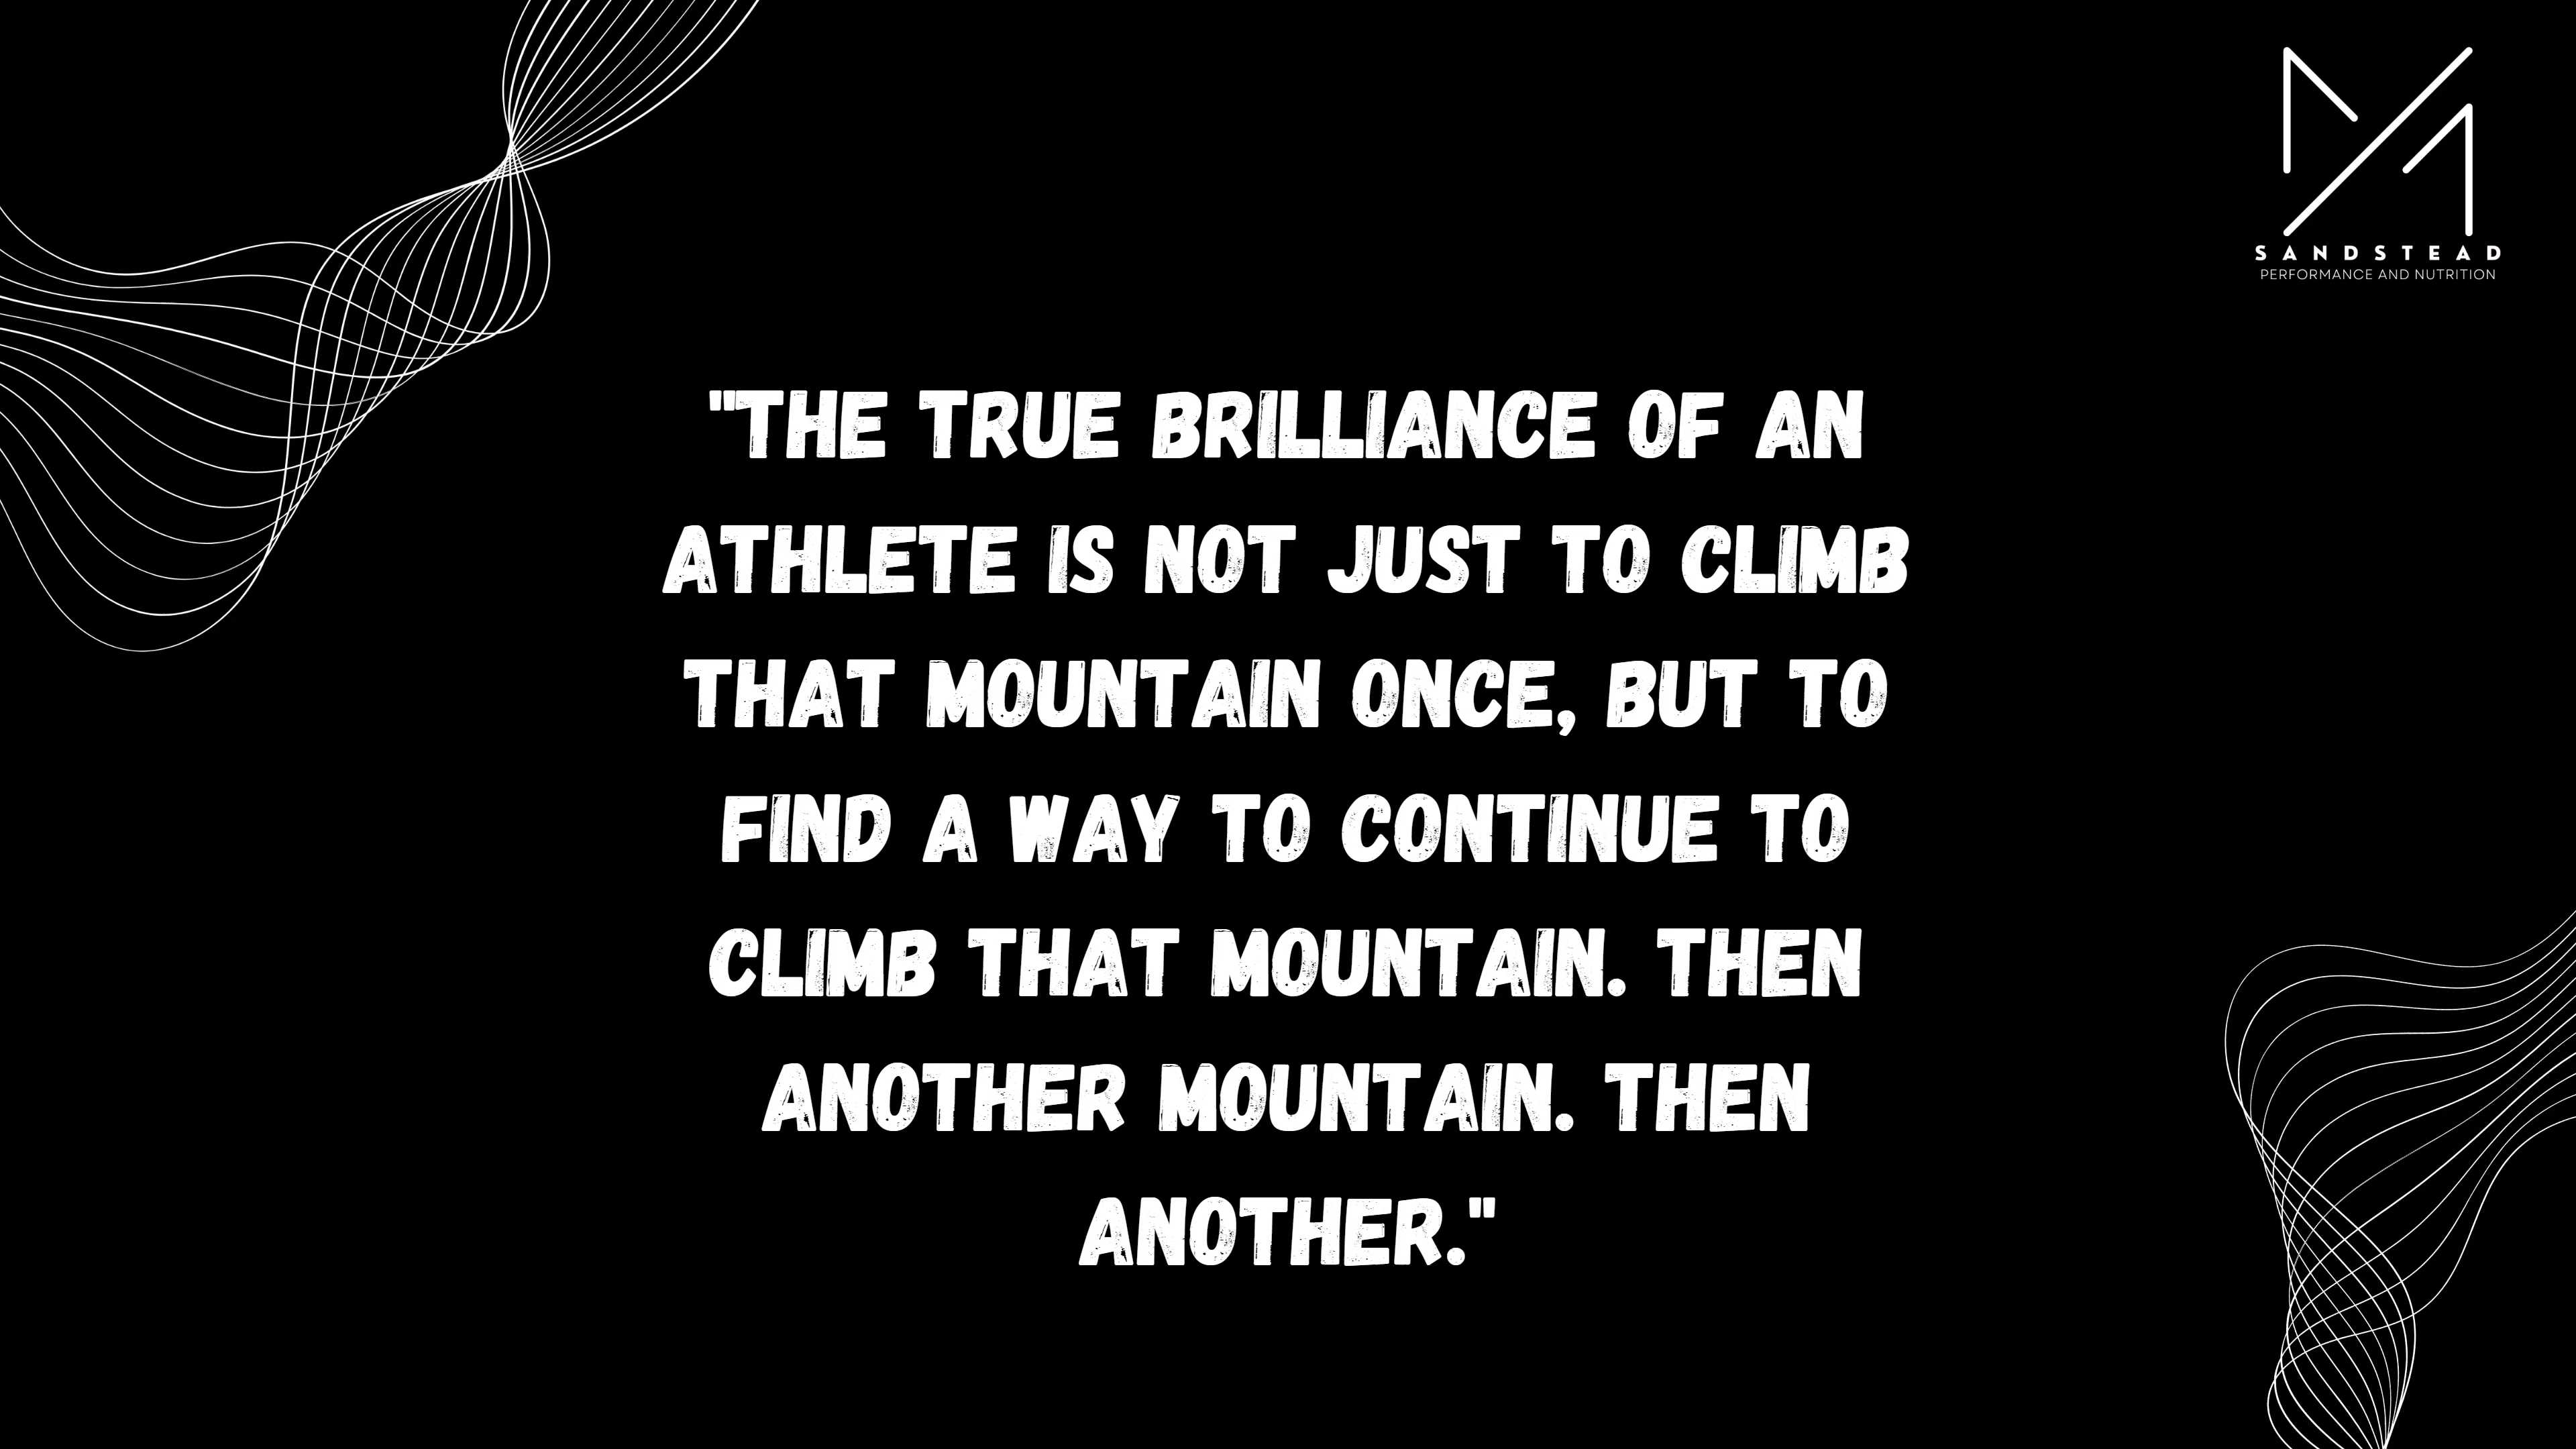 SANDSTEAD
PERFORMANCE AND NUTRITION
"THE TRUE BRILLIANCE OF AN
ATHLETE IS NOT JUST TO CLIMB
THAT MOUNTAIN ONCE, BUT TO
FIND A WAY TO CONTINUE TO
CLIMB THAT MOUNTAIN. THEN
ANOTHER MOUNTAIN. THEN
ANOTHER."